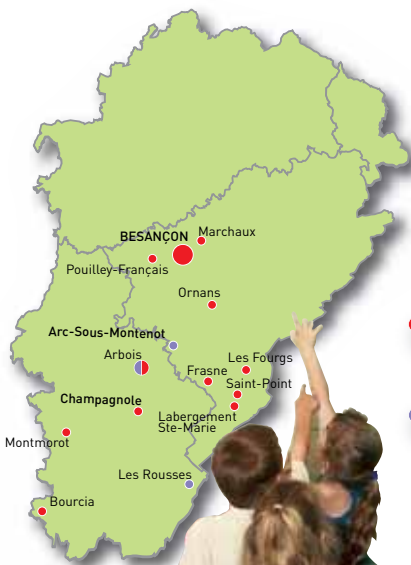 BESANÇON
Marchaux
Pouilley-Français
Ornans
Arc-Sous-Montenot
Arbois
Les Fourgs
Frasne
Saint-Point
Champagnole
Labergement
Ste-Marie
Montmorot
Les Rousses
Bourcia